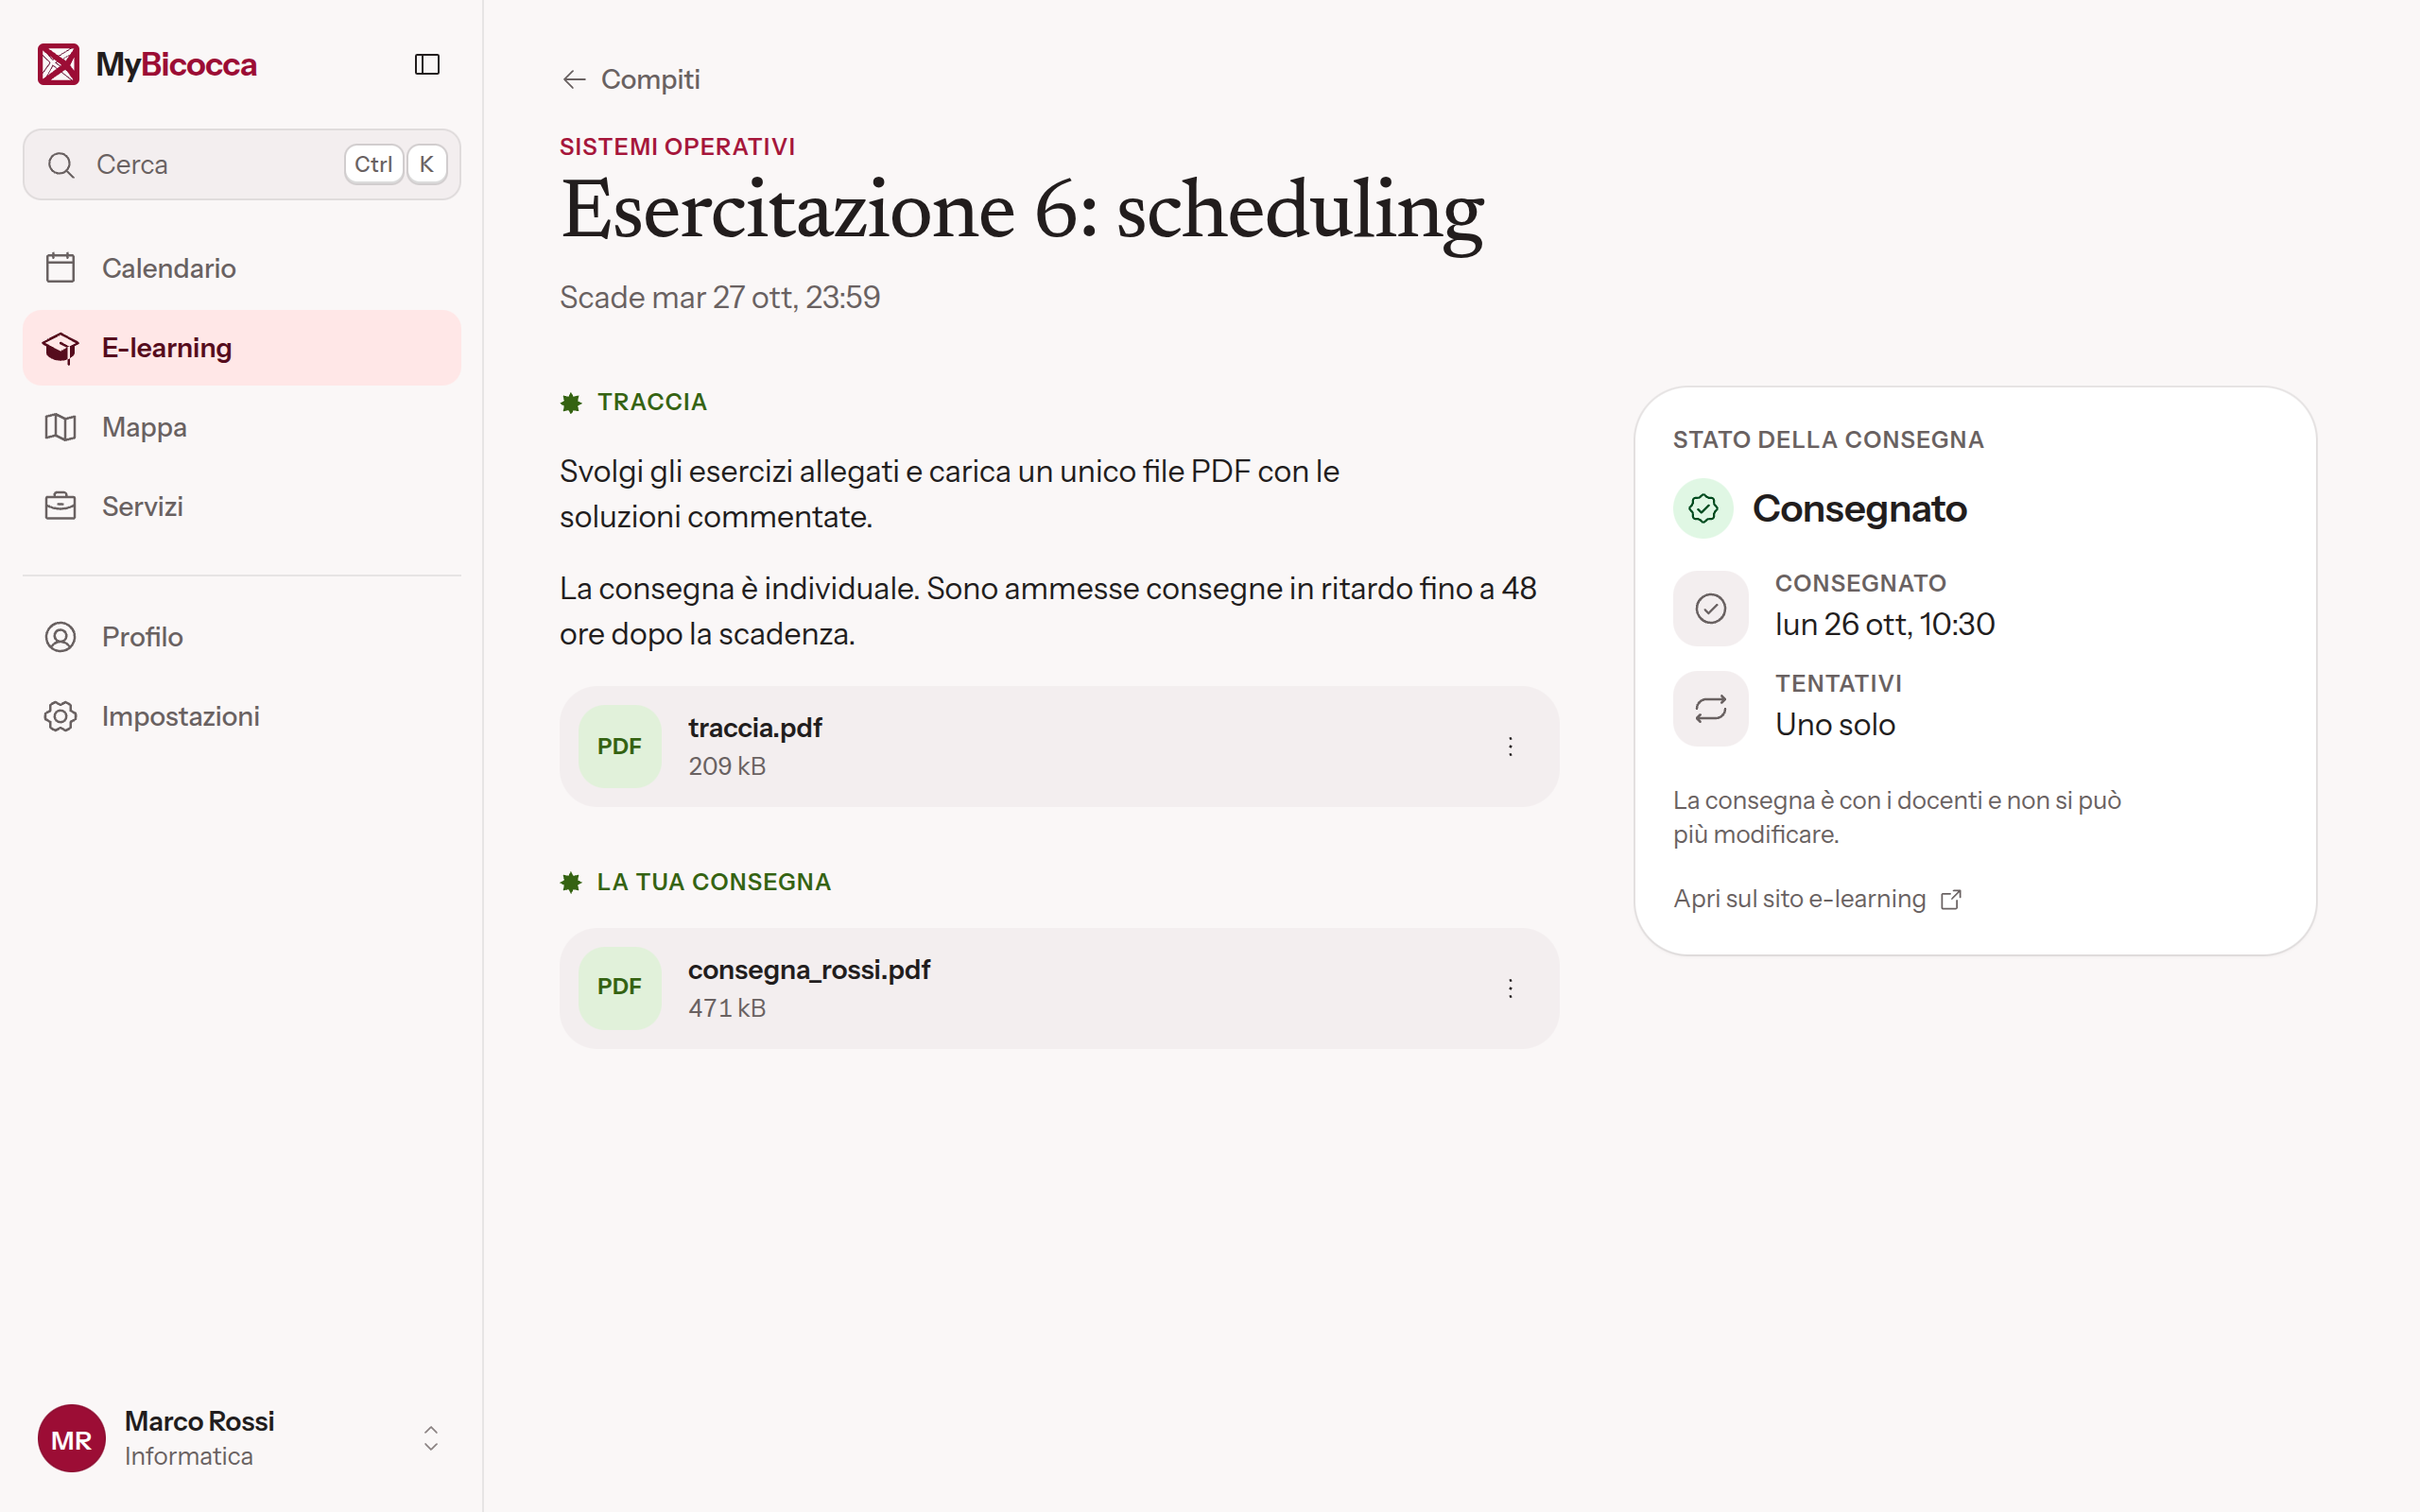 MyBicocca
Cerca
Ctrl K
Calendario
E-learning
Mappa
Servizi
Profilo
Impostazioni
MR
Marco Rossi
Informatica
Compiti
SISTEMI OPERATIVI
Esercitazione 6: scheduling
Scade mar 27 ott, 23:59
TRACCIA
Svolgi gli esercizi allegati e carica un unico file PDF con le
soluzioni commentate.
La consegna è individuale. Sono ammesse consegne in ritardo fino a 48
ore dopo la scadenza.
PDF
traccia.pdf
209 kB
LA TUA CONSEGNA
PDF
consegna_rossi.pdf
471 kB
STATO DELLA CONSEGNA
Consegnato
CONSEGNATO
lun 26 ott, 10:30
TENTATIVI
Uno solo
La consegna è con i docenti e non si può
più modificare.
Apri sul sito e-learning